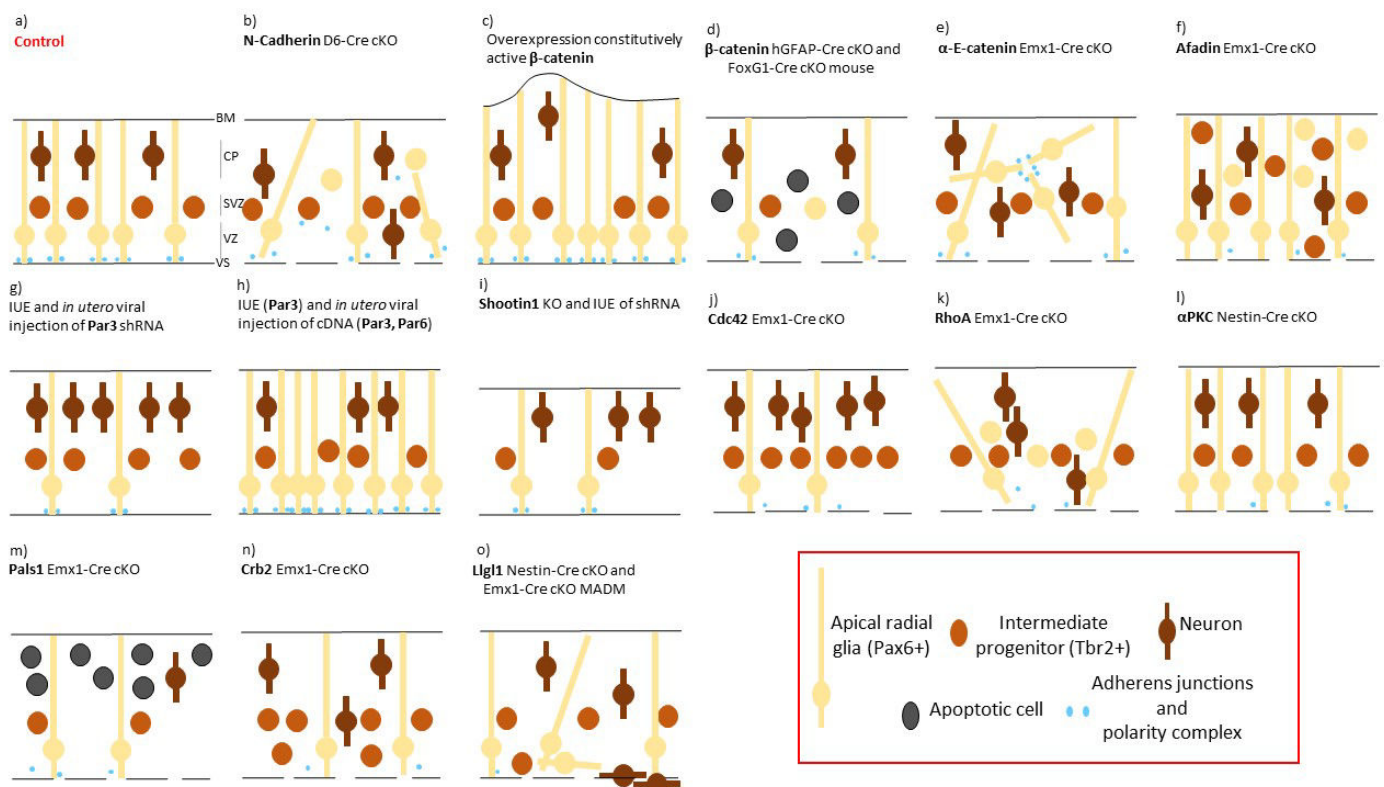 a)
Control
b)
N-Cadherin D6-Cre cKO
c)
Overexpression constitutively
active β-catenin
d)
β-catenin hGFAP-Cre cKO and
FoxG1-Cre cKO mouse
e)
α-E-catenin Emx1-Cre cKO
f)
Afadin Emx1-Cre cKO
BM
CP
SVZ
VZ
VS
g)
IUE and in utero viral
injection of Par3 shRNA
h)
IUE (Par3) and in utero viral
injection of cDNA (Par3, Par6)
i)
Shootin1 KO and IUE of shRNA
j)
Cdc42 Emx1-Cre cKO
k)
RhoA Emx1-Cre cKO
l)
αPKC Nestin-Cre cKO
m)
Pals1 Emx1-Cre cKO
n)
Crb2 Emx1-Cre cKO
o)
Llgl1 Nestin-Cre cKO and
Emx1-Cre cKO MADM
Apical radial
glia (Pax6+)
Intermediate
progenitor (Tbr2+)
Neuron
Apoptotic cell
Adherens junctions
and
polarity complex